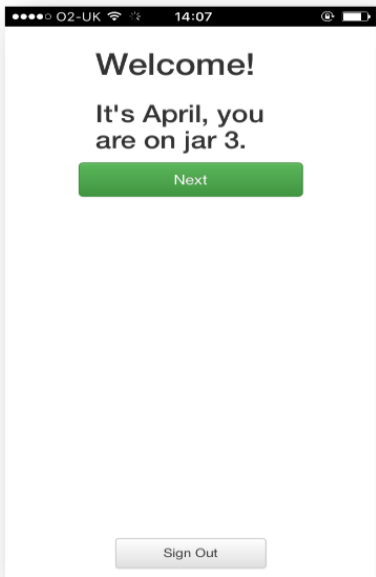 O2-UK 14:07
Welcome!
It's April, you
are on jar 3.
Next
Sign Out